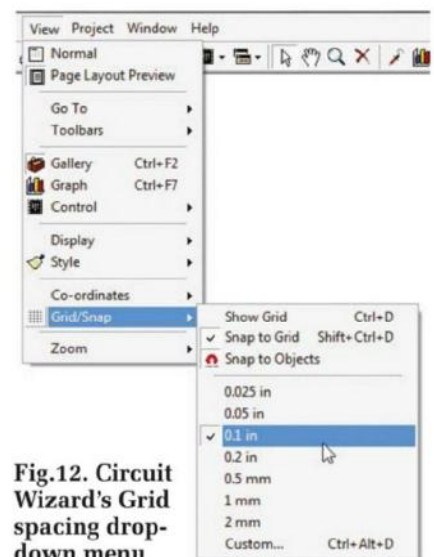 View Project Window Help
Normal
Page Layout Preview
Go To
Toolbars
Gallery Ctrl+F2
Graph Ctrl+F7
Control
Display
Style
Co-ordinates
Grid/Snap
Zoom
Show Grid Ctrl+D
Snap to Grid Shift+Ctrl+D
Snap to Objects
0.025 in
0.05 in
0.1 in
0.2 in
0.5 mm
1 mm
2 mm
Custom... Ctrl+Alt+D
Fig.12. Circuit
Wizard's Grid
spacing drop-
down menu